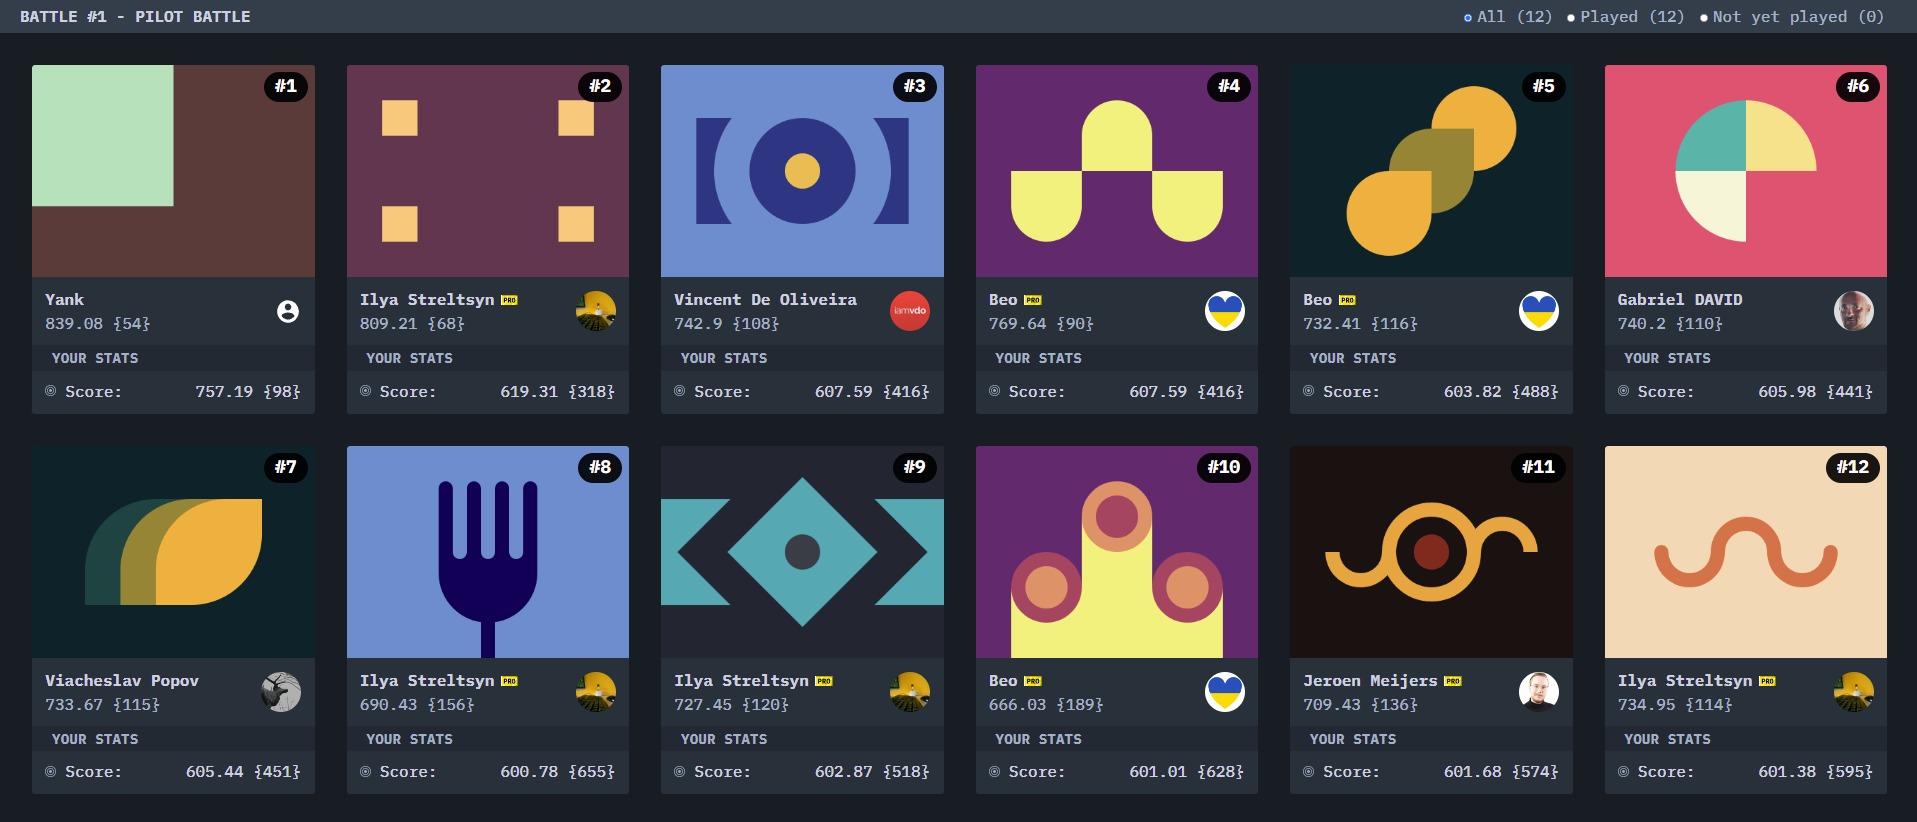 BATTLE #1 - PILOT BATTLE
All (12) Played (12) Not yet played (0)
#1
Yank
839.08 {54}
YOUR STATS
Score: 757.19 {98}
#2
Ilya Streltsyn PRO
809.21 {68}
YOUR STATS
Score: 619.31 {318}
#3
Vincent De Oliveira
742.9 {108}
iamvdo
YOUR STATS
Score: 607.59 {416}
#4
Beo PRO
769.64 {90}
YOUR STATS
Score: 607.59 {416}
#5
Beo PRO
732.41 {116}
YOUR STATS
Score: 603.82 {488}
#6
Gabriel DAVID
740.2 {110}
YOUR STATS
Score: 605.98 {441}
#7
Viacheslav Popov
733.67 {115}
YOUR STATS
Score: 605.44 {451}
#8
Ilya Streltsyn PRO
690.43 {156}
YOUR STATS
Score: 600.78 {655}
#9
Ilya Streltsyn PRO
727.45 {120}
YOUR STATS
Score: 602.87 {518}
#10
Beo PRO
666.03 {189}
YOUR STATS
Score: 601.01 {628}
#11
Jeroen Meijers PRO
709.43 {136}
YOUR STATS
Score: 601.68 {574}
#12
Ilya Streltsyn PRO
734.95 {114}
YOUR STATS
Score: 601.38 {595}